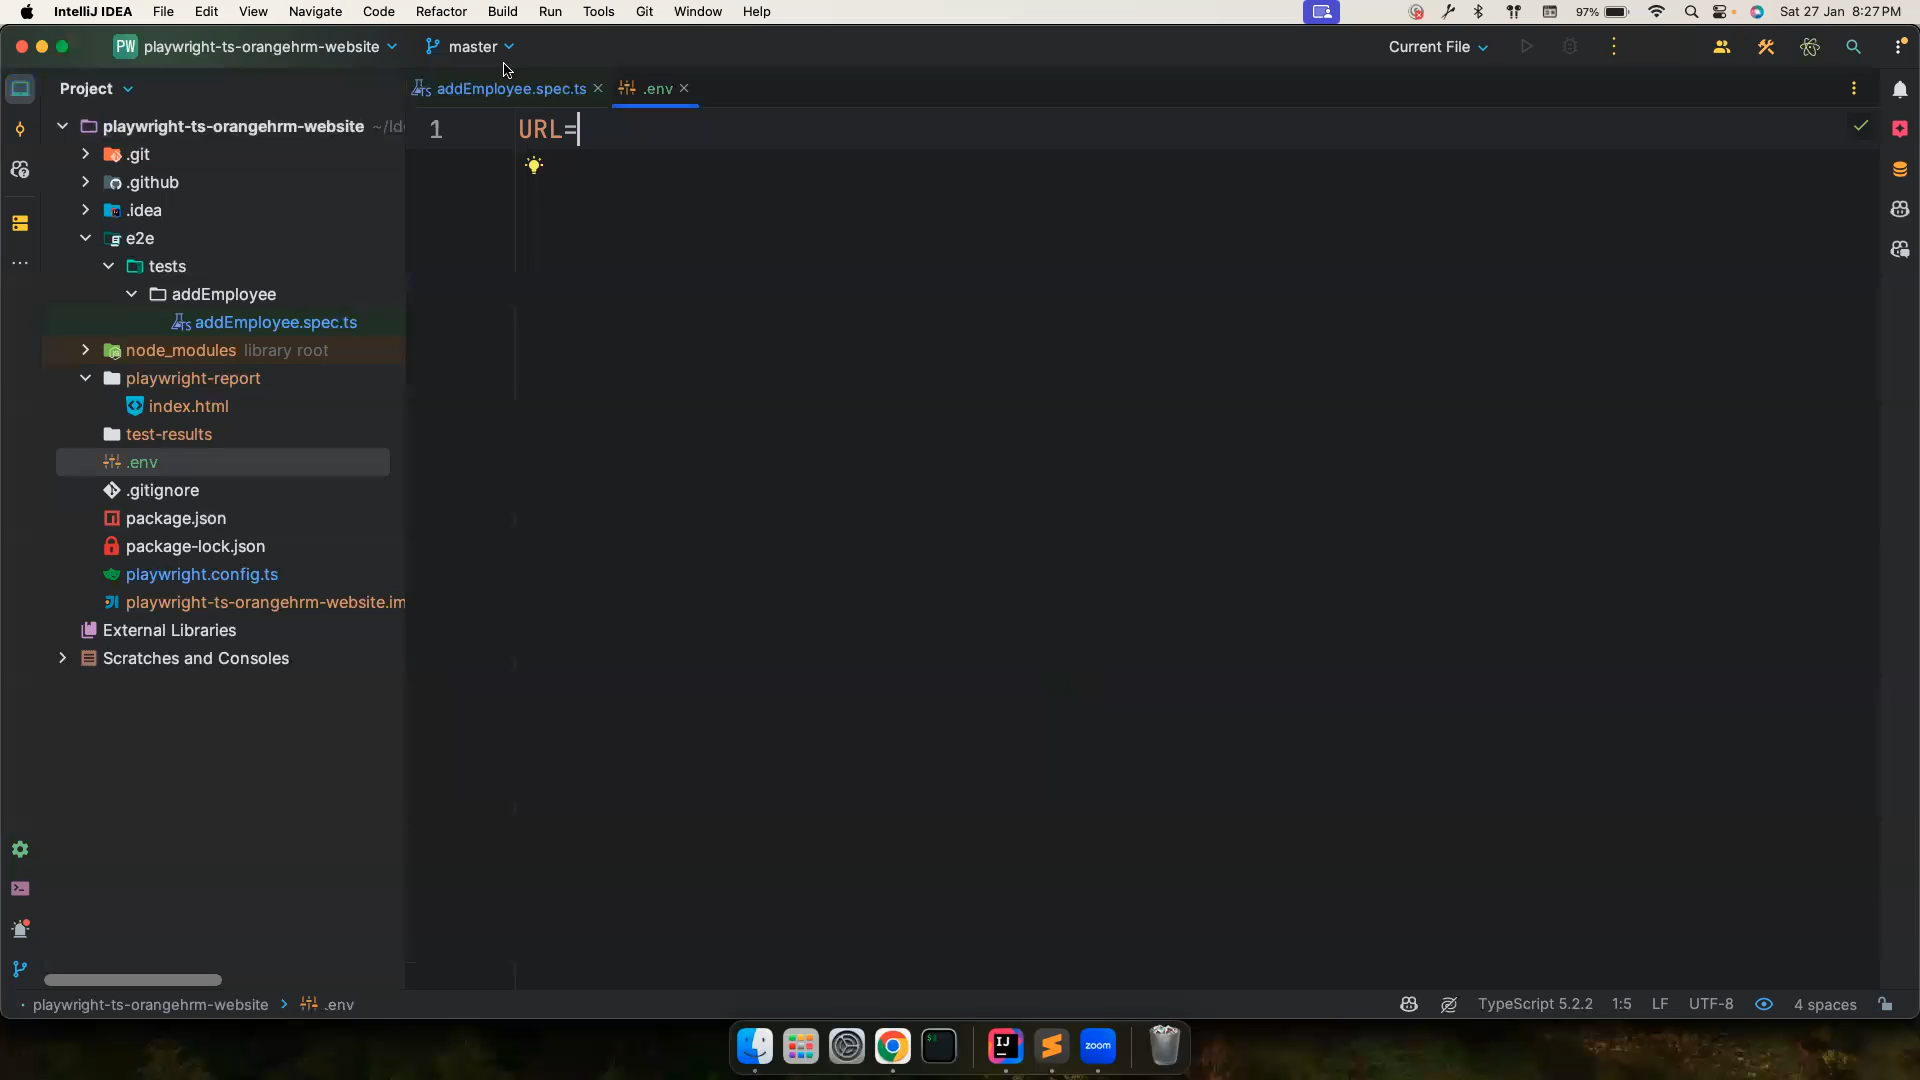 IntelliJ IDEA File Edit View Navigate Code Refactor Build Run Tools Git Window Help 97% Sat 27 Jan 8:27 PM
PW playwright-ts-orangehrm-website master Current File
Project addEmployee.spec.ts .env
playwright-ts-orangehrm-website ~/Id
1 URL=
.git
.github
.idea
e2e
tests
addEmployee
TS addEmployee.spec.ts
node_modules library root
playwright-report
index.html
test-results
.env
.gitignore
package.json
package-lock.json
playwright.config.ts
playwright-ts-orangehrm-website.im
External Libraries
Scratches and Consoles
playwright-ts-orangehrm-website .env TypeScript 5.2.2 1:5 LF UTF-8 4 spaces
IJ zoom